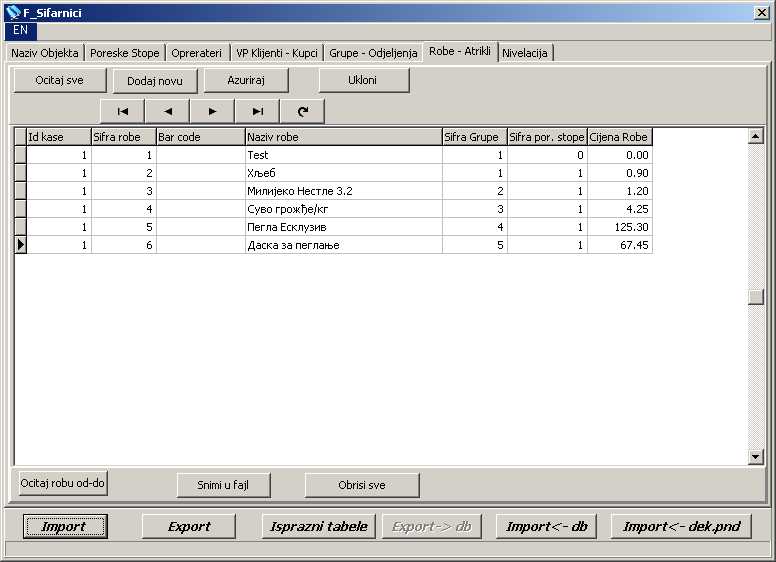 F_Sifarnici
EN
Naziv Objekta Poreske Stope Oprerateri VP Klijenti - Kupci Grupe - Odjeljenja Robe - Atrikli Nivelacija
Ocitaj sve Dodaj novu Azuriraj Ukloni
Id kase Sifra robe Bar code Naziv robe Sifra Grupe Sifra por. stope Cijena Robe
1 1 Test 1 0 0.00
1 2 Хљеб 1 1 0.90
1 3 Милијеко Нестле 3.2 2 1 1.20
1 4 Суво грожђе/кг 3 1 4.25
1 5 Пегла Есклузив 4 1 125.30
1 6 Даска за пеглање 5 1 67.45
Ocitaj robu od-do Snimi u fajl Obrisi sve
Import Export Isprazni tabele Export-> db Import<- db Import<- dek.pnd